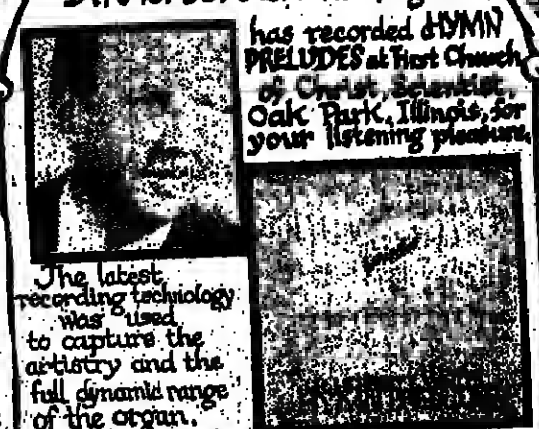 has recorded HYMN
PRELUDES at First Church
of Christ, Scientist,
Oak Park, Illinois, for
your listening pleasure.
The latest
recording technology
was used
to capture the
artistry and the
full dynamic range
of the organ.